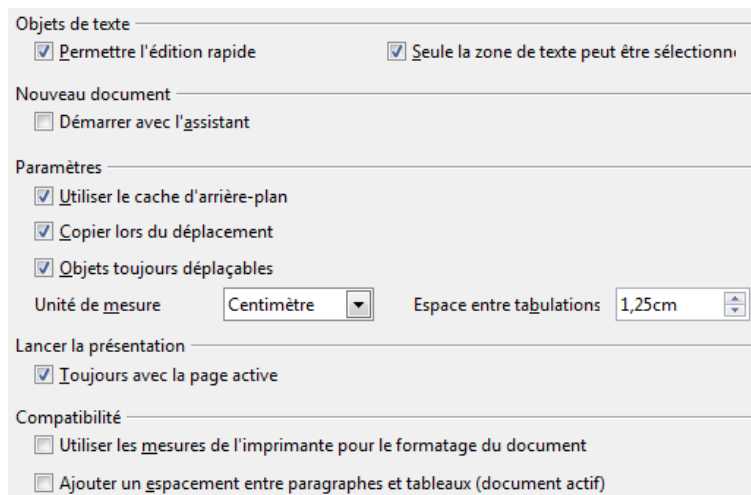 Objets de texte
Permettre l'édition rapide Seule la zone de texte peut être
Nouveau document
Démarrer avec l'assistant
Paramètres
Utiliser le cache d'arrière-plan
Copier lors du déplacement
Objets toujours déplaçables
Unité de mesure Centimètre Espace entre tabulations 1,25cm
Lancer la présentation
Toujours avec la page active
Compatibilité
Utiliser les mesures de l'imprimante pour le formatage du document
Ajouter un espacement entre paragraphes et tableaux (document actif)